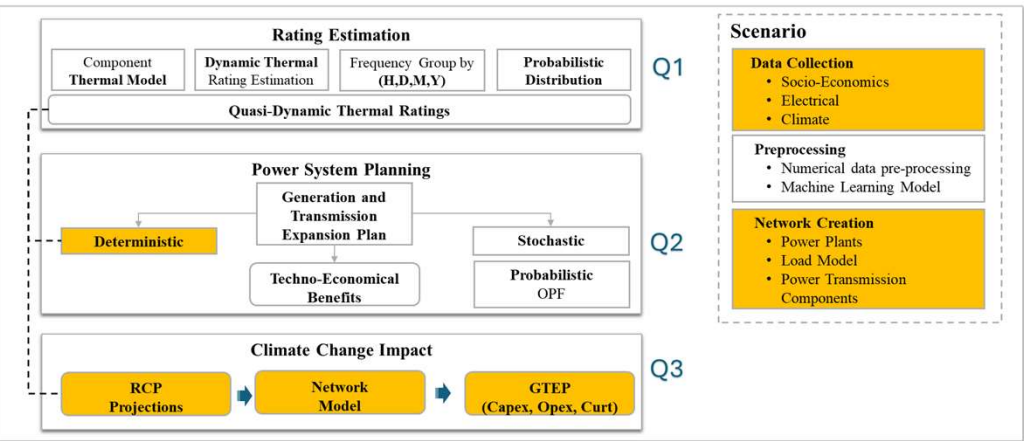 Rating Estimation
Component
Thermal Model
Dynamic Thermal
Rating Estimation
Frequency Group by
(H,D,M,Y)
Probabilistic
Distribution
Quasi-Dynamic Thermal Ratings
Q1
Power System Planning
Generation and
Transmission
Expansion Plan
Deterministic
Stochastic
Techno-Economical
Benefits
Probabilistic
OPF
Q2
Climate Change Impact
RCP
Projections
Network
Model
GTEP
(Capex, Opex, Curt)
Q3
Scenario
Data Collection
• Socio-Economics
• Electrical
• Climate
Preprocessing
• Numerical data pre-processing
• Machine Learning Model
Network Creation
• Power Plants
• Load Model
• Power Transmission
Components